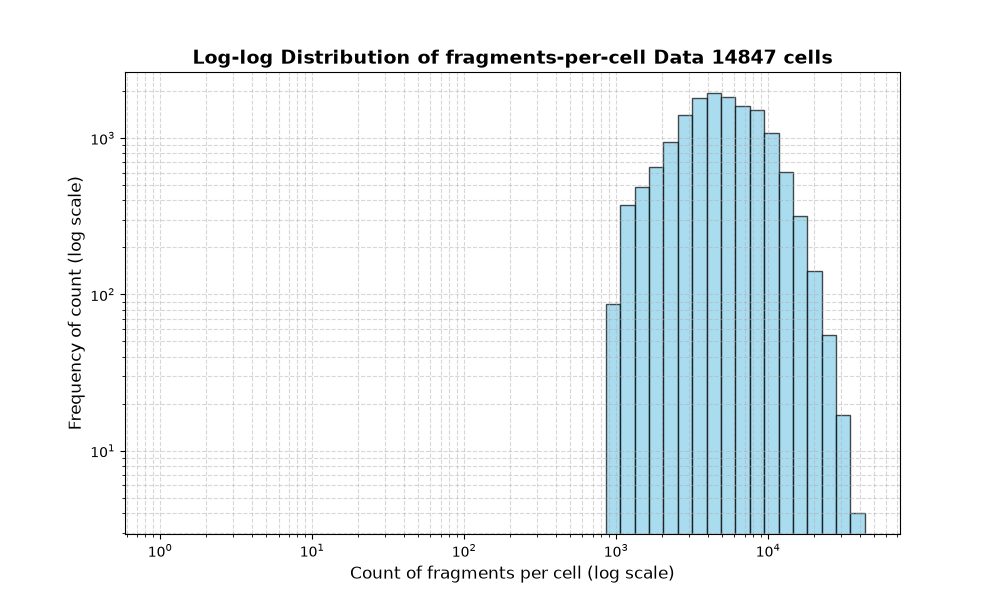 Log-log Distribution of fragments-per-cell Data 14847 cells
Frequency of count (log scale)
10³
10²
10¹
10⁰ 10¹ 10² 10³ 10⁴
Count of fragments per cell (log scale)